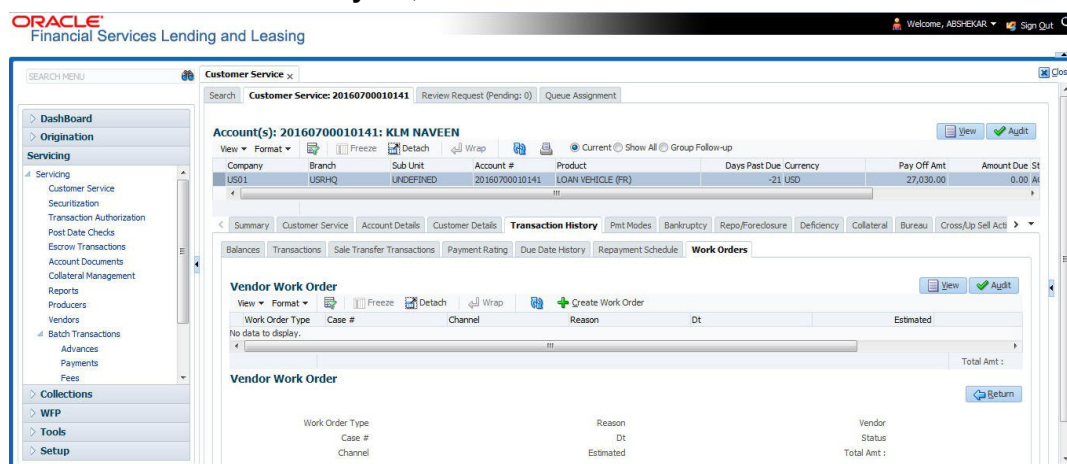 ORACLE
Financial Services Lending and Leasing
Welcome, ABSHEKAR
Sign Out
SEARCH MENU
DashBoard
Origination
Servicing
Servicing
Customer Service
Securitization
Transaction Authorization
Post Date Checks
Escrow Transactions
Account Documents
Collateral Management
Reports
Producers
Vendors
Batch Transactions
Advances
Payments
Fees
Collections
WFP
Tools
Setup
Customer Service x
Search Customer Service: 20160700010141 Review Request (Pending: 0) Queue Assignment
Account(s): 20160700010141: KLM NAVEEN
View Audit
View Format Freeze Detach Wrap Current Show All Group Follow-up
Company Branch Sub Unit Account # Product Days Past Due Currency Pay Off Amt Amount Due
US01 USRHQ UNDEFINED 20160700010141 LOAN VEHICLE (FR) -21 USD 27,030.00 0.00
Summary Customer Service Account Details Customer Details Transaction History Pmt Modes Bankruptcy Repo/Foreclosure Deficiency Collateral Bureau Cross/Up Sell Acti
Balances Transactions Sale Transfer Transactions Payment Rating Due Date History Repayment Schedule Work Orders
Vendor Work Order
View Audit
View Format Freeze Detach Wrap Create Work Order
Work Order Type Case # Channel Reason Dt Estimated
No data to display.
Total Amt :
Vendor Work Order
Return
Work Order Type Reason Vendor
Case # Dt Status
Channel Estimated Total Amt :